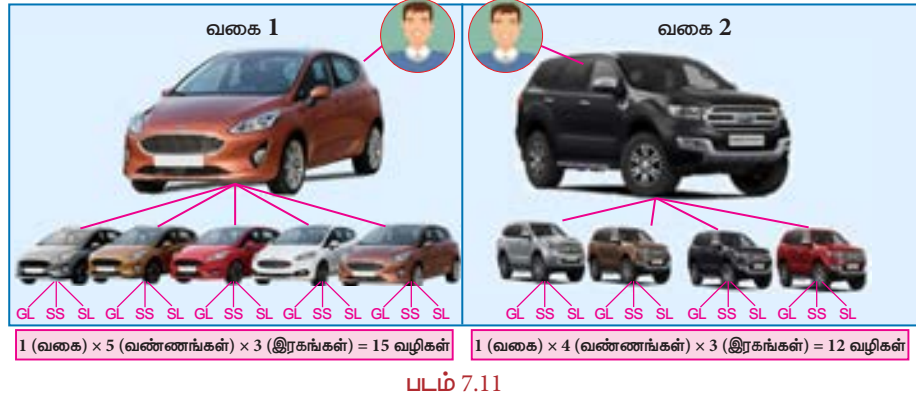 வகை 1
வகை 2
GL SS SL GL SS SL GL SS SL GL SS SL GL SS SL
GL SS SL GL SS SL GL SS SL GL SS SL
1 (வகை) × 5 (வண்ணங்கள்) × 3 (இரகங்கள்) = 15 வழிகள்
1 (வகை) × 4 (வண்ணங்கள்) × 3 (இரகங்கள்) = 12 வழிகள்
படம் 7.11